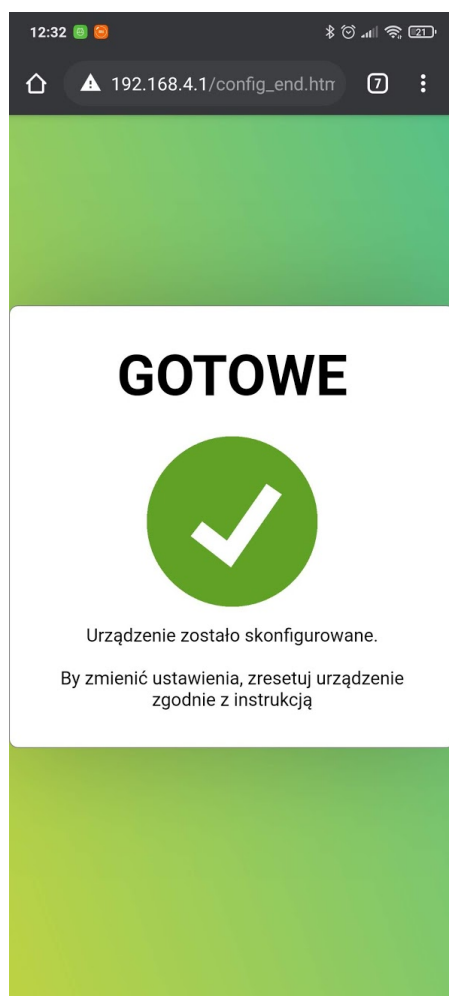 12:32
21
192.168.4.1/config_end.htm
7
GOTOWE
Urządzenie zostało skonfigurowane.
By zmienić ustawienia, zresetuj urządzenie
zgodnie z instrukcją